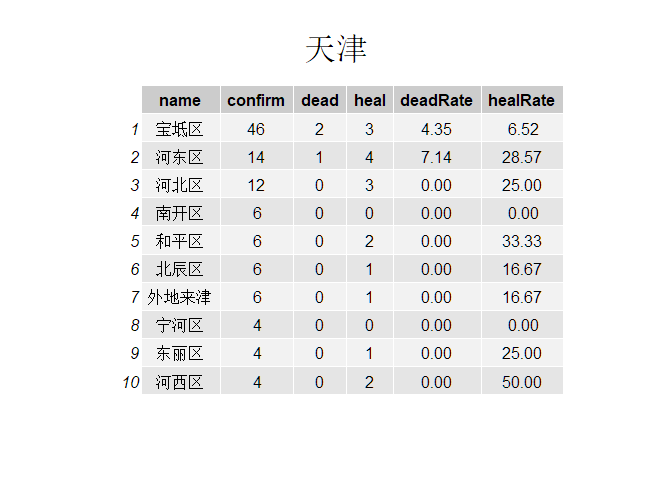 天津
name confirm dead heal deadRate healRate
1 宝坻区 46 2 3 4.35 6.52
2 河东区 14 1 4 7.14 28.57
3 河北区 12 0 3 0.00 25.00
4 南开区 6 0 0 0.00 0.00
5 和平区 6 0 2 0.00 33.33
6 北辰区 6 0 1 0.00 16.67
7 外地来津 6 0 1 0.00 16.67
8 宁河区 4 0 0 0.00 0.00
9 东丽区 4 0 1 0.00 25.00
10 河西区 4 0 2 0.00 50.00